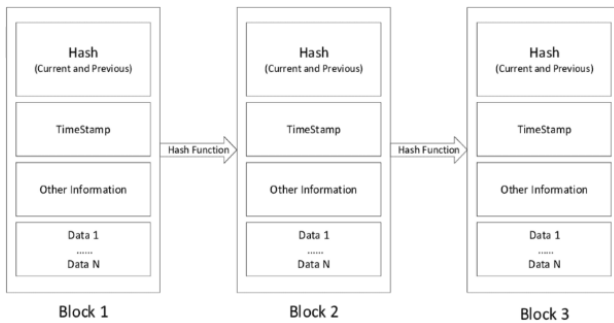 Hash
(Current and Previous)
TimeStamp
Other Information
Data 1
......
Data N
Block 1
Hash Function
Hash
(Current and Previous)
TimeStamp
Other Information
Data 1
......
Data N
Block 2
Hash Function
Hash
(Current and Previous)
TimeStamp
Other Information
Data 1
......
Data N
Block 3